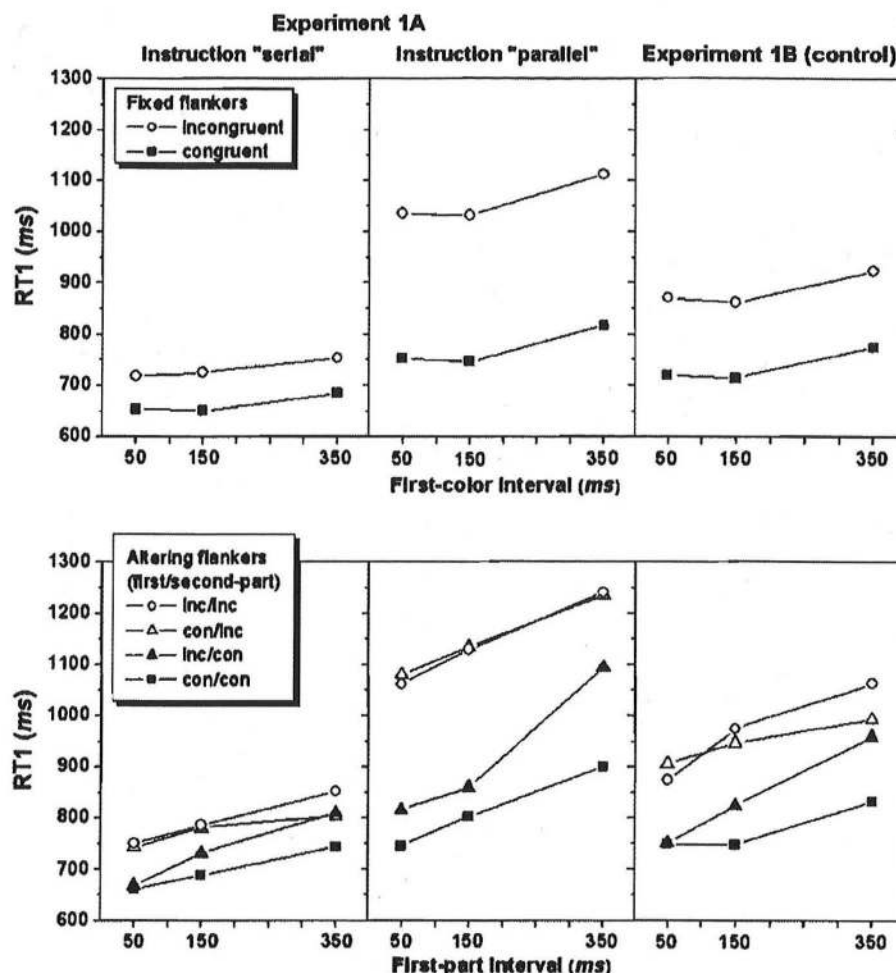 Experiment 1A
Instruction "serial" Instruction "parallel" Experiment 1B (control)
1300
1200
1100
1000
900
800
700
600
RT1 (ms)
Fixed flankers
incongruent
congruent
50 150 350 50 150 350 50 150 350
First-color interval (ms)
1300
1200
1100
1000
900
800
700
600
RT1 (ms)
Altering flankers
(first/second-part)
inc/inc
con/inc
inc/con
con/con
50 150 350 50 150 350 50 150 350
First-part interval (ms)